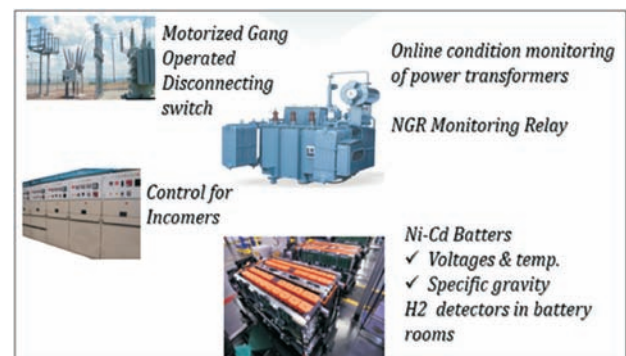 Motorized Gang
Operated
Disconnecting
switch
Online condition monitoring
of power transformers
NGR Monitoring Relay
Control for
Incomers
Ni-Cd Batters
✓ Voltages & temp.
✓ Specific gravity
H2 detectors in battery
rooms